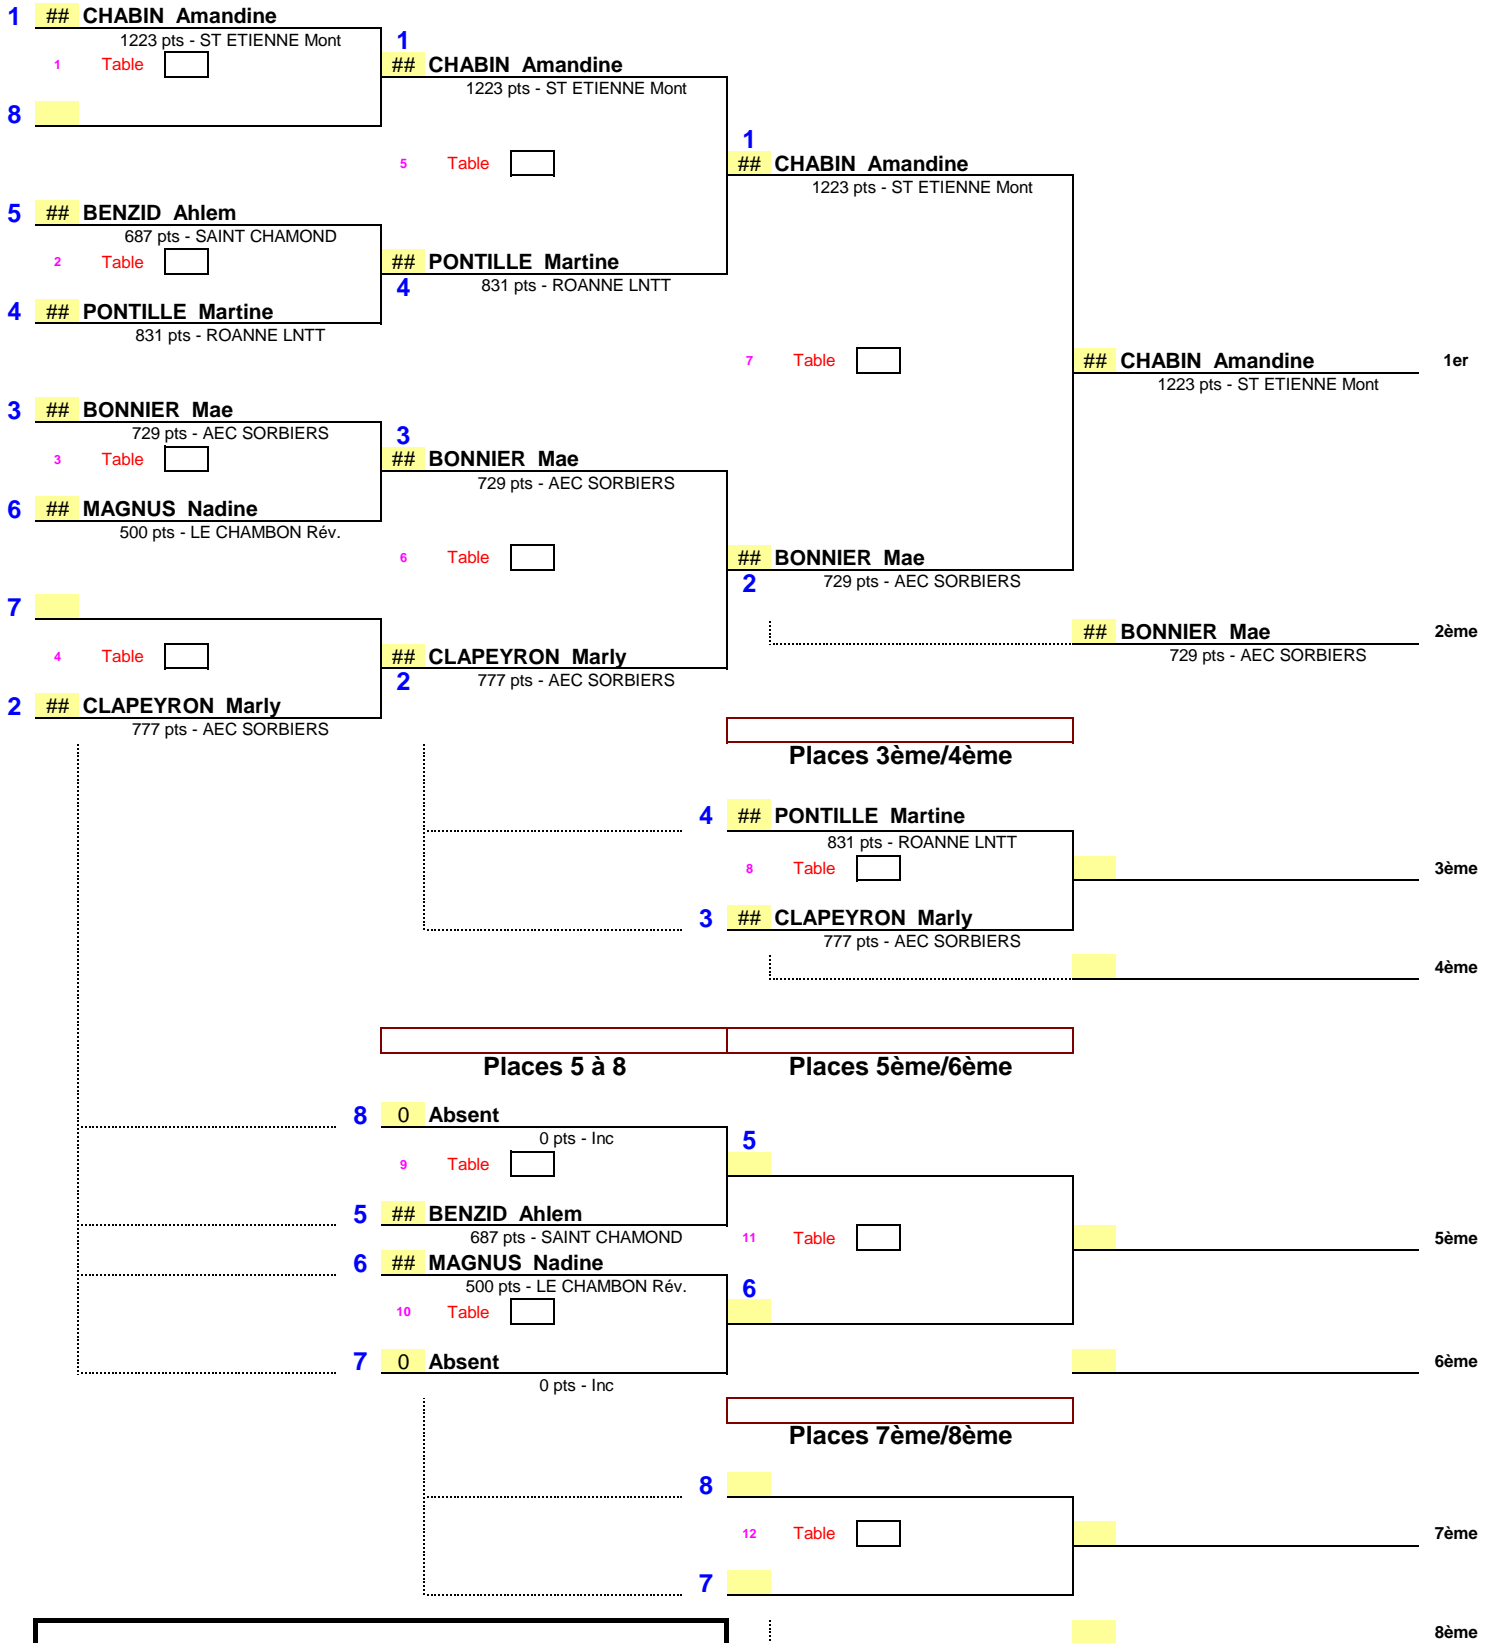 1 ## CHABIN Amandine
1223 pts - ST ETIENNE Mont
1
1 Table
## CHABIN Amandine
1223 pts - ST ETIENNE Mont
8
1
5 Table
## CHABIN Amandine
1223 pts - ST ETIENNE Mont
5 ## BENZID Ahlem
687 pts - SAINT CHAMOND
2 Table
## PONTILLE Martine
4
831 pts - ROANNE LNTT
4 ## PONTILLE Martine
831 pts - ROANNE LNTT
7 Table
## CHABIN Amandine 1er
1223 pts - ST ETIENNE Mont
3 ## BONNIER Mae
729 pts - AEC SORBIERS
3
3 Table
## BONNIER Mae
729 pts - AEC SORBIERS
6 ## MAGNUS Nadine
500 pts - LE CHAMBON Rév.
6 Table
## BONNIER Mae
2
729 pts - AEC SORBIERS
7
## BONNIER Mae 2ème
729 pts - AEC SORBIERS
4 Table
## CLAPEYRON Marly
2
777 pts - AEC SORBIERS
2 ## CLAPEYRON Marly
777 pts - AEC SORBIERS
Places 3ème/4ème
4 ## PONTILLE Martine
831 pts - ROANNE LNTT
8 Table
3ème
3 ## CLAPEYRON Marly
777 pts - AEC SORBIERS
4ème
Places 5 à 8 Places 5ème/6ème
8 0 Absent
0 pts - Inc
5
9 Table
5 ## BENZID Ahlem
687 pts - SAINT CHAMOND
11 Table
5ème
6 ## MAGNUS Nadine
500 pts - LE CHAMBON Rév.
6
10 Table
7 0 Absent
6ème
0 pts - Inc
Places 7ème/8ème
8
12 Table
7ème
7
8ème